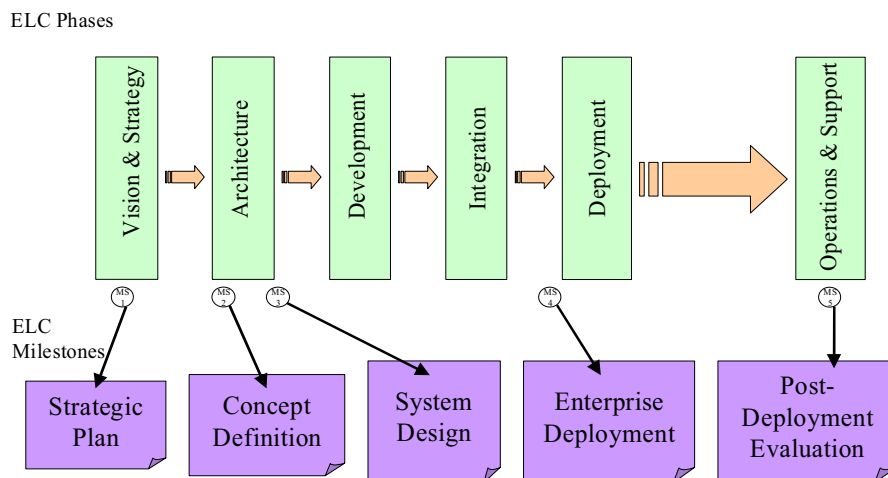 ELC Phases
Vision & Strategy
Architecture
Development
Integration
Deployment
Operations & Support
MS
1
MS
2
MS
3
MS
4
MS
5
ELC
Milestones
Strategic
Plan
Concept
Definition
System
Design
Enterprise
Deployment
Post-
Deployment
Evaluation